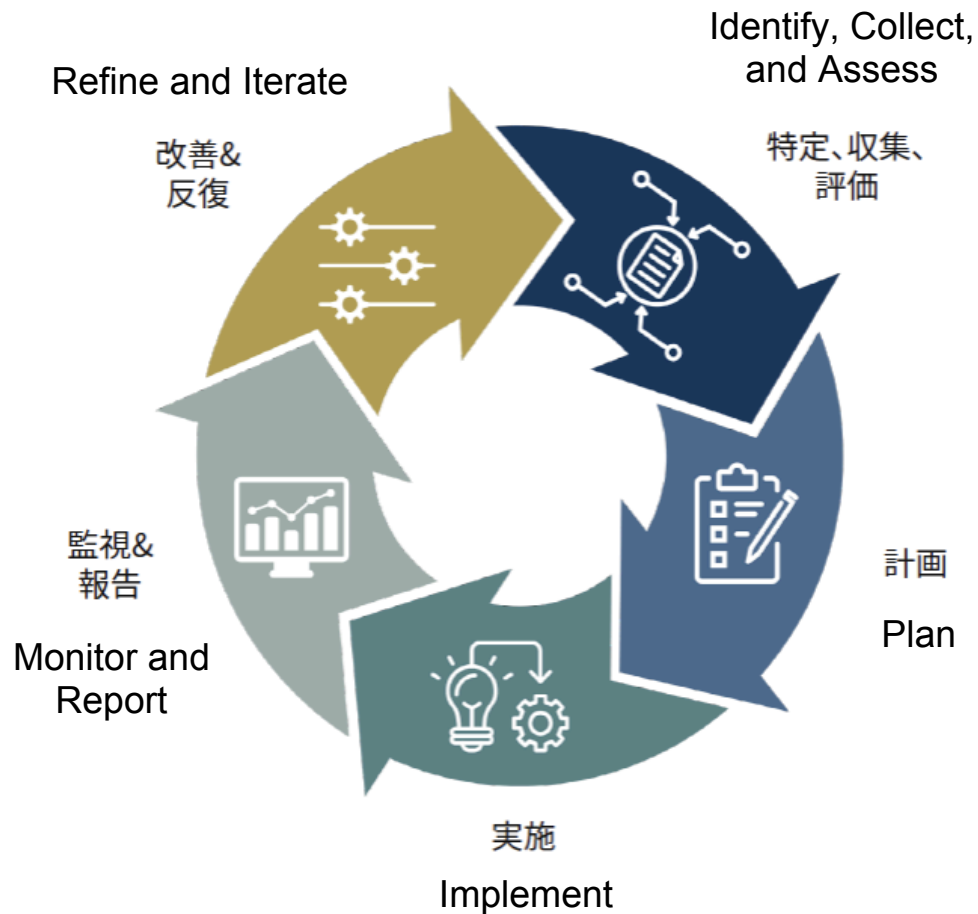 Identify, Collect,
and Assess
特定、収集、
評価
計画
Plan
実施
Implement
監視&
報告
Monitor and
Report
Refine and Iterate
改善&
反復